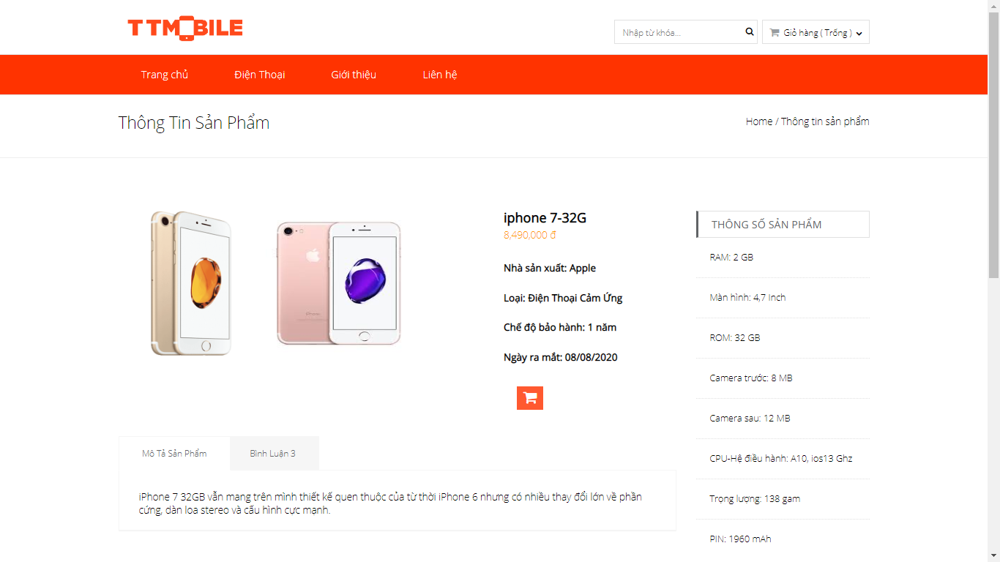 TTMOBILE
Nhập từ khóa...
Giỏ hàng ( Trống )
Trang chủ
Điện Thoại
Giới thiệu
Liên hệ
Thông Tin Sản Phẩm
Home / Thông tin sản phẩm
iphone 7-32G
8,490,000 đ
Nhà sản xuất: Apple
Loại: Điện Thoại Cảm Ứng
Chế độ bảo hành: 1 năm
Ngày ra mắt: 08/08/2020
THÔNG SỐ SẢN PHẨM
RAM: 2 GB
Màn hình: 4,7 Inch
ROM: 32 GB
Camera trước: 8 MB
Camera sau: 12 MB
CPU-Hệ điều hành: A10, ios13 Ghz
Trọng lượng: 138 gam
PIN: 1960 mAh
Mô Tả Sản Phẩm
Bình Luận 3
iPhone 7 32GB vẫn mang trên mình thiết kế quen thuộc của từ thời iPhone 6 nhưng có nhiều thay đổi lớn về phần
cứng, dàn loa stereo và cấu hình cực mạnh.
iPhone